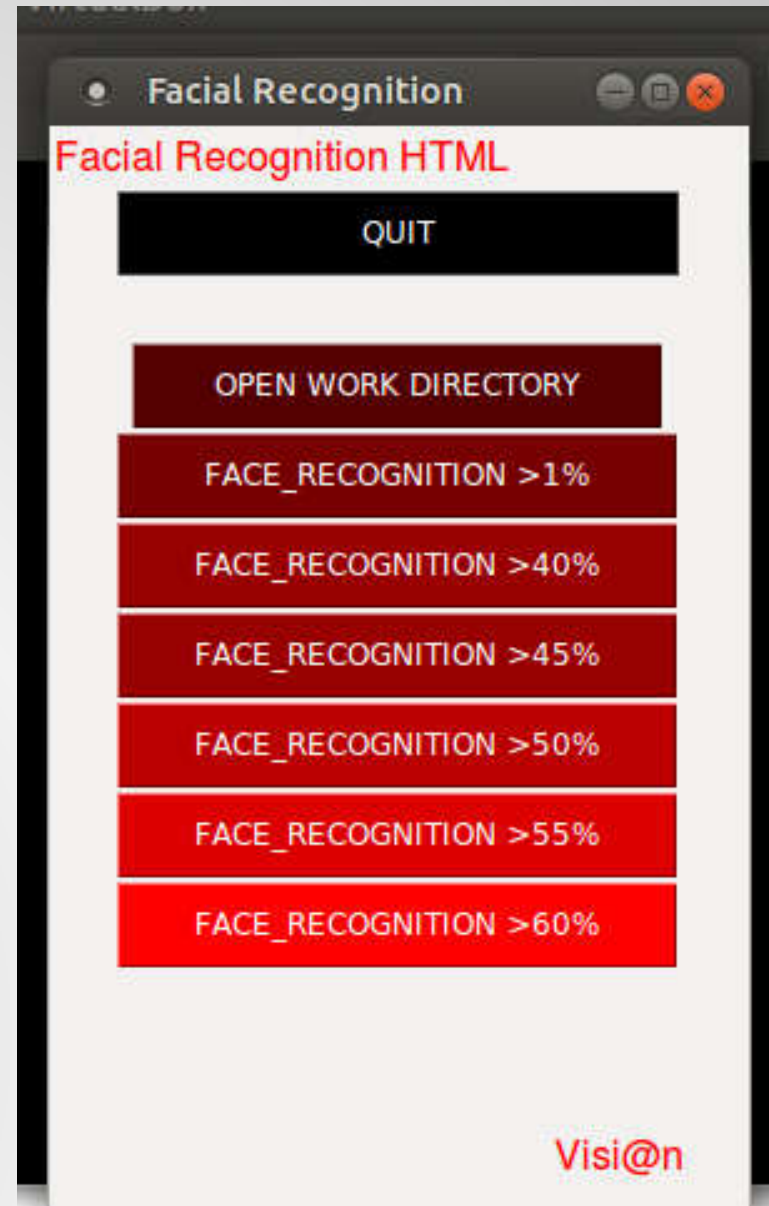 Facial Recognition
Facial Recognition HTML
QUIT
OPEN WORK DIRECTORY
FACE_RECOGNITION >1%
FACE_RECOGNITION >40%
FACE_RECOGNITION >45%
FACE_RECOGNITION >50%
FACE_RECOGNITION >55%
FACE_RECOGNITION >60%
Visi@n